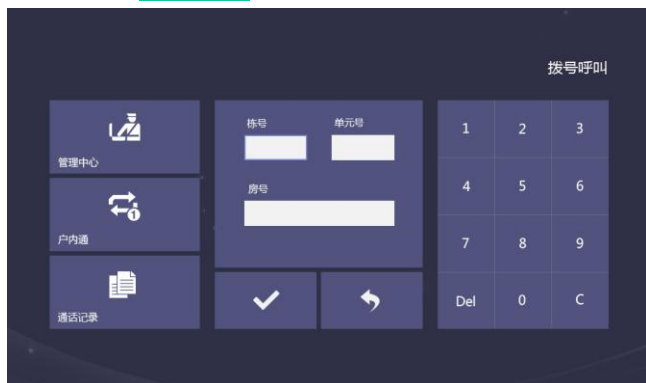 拨号呼叫
管理中心
户内通
1
通话记录
栋号
单元号
房号
1 2 3
4 5 6
7 8 9
Del 0 C